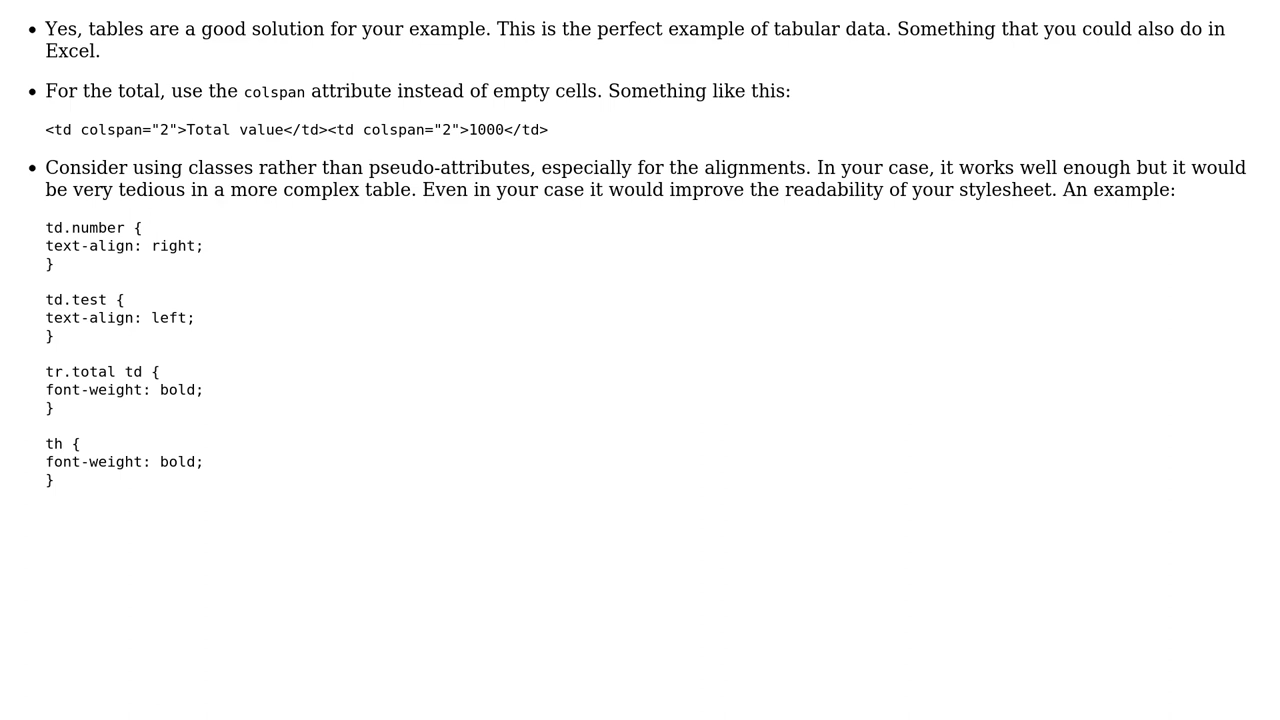 • Yes, tables are a good solution for your example. This is the perfect example of tabular data. Something that you could also do in
Excel.
• For the total, use the colspan attribute instead of empty cells. Something like this:
<td colspan="2">Total value</td><td colspan="2">1000</td>
• Consider using classes rather than pseudo-attributes, especially for the alignments. In your case, it works well enough but it would
be very tedious in a more complex table. Even in your case it would improve the readability of your stylesheet. An example:
td.number {
text-align: right;
}
td.test {
text-align: left;
}
tr.total td {
font-weight: bold;
}
th {
font-weight: bold;
}